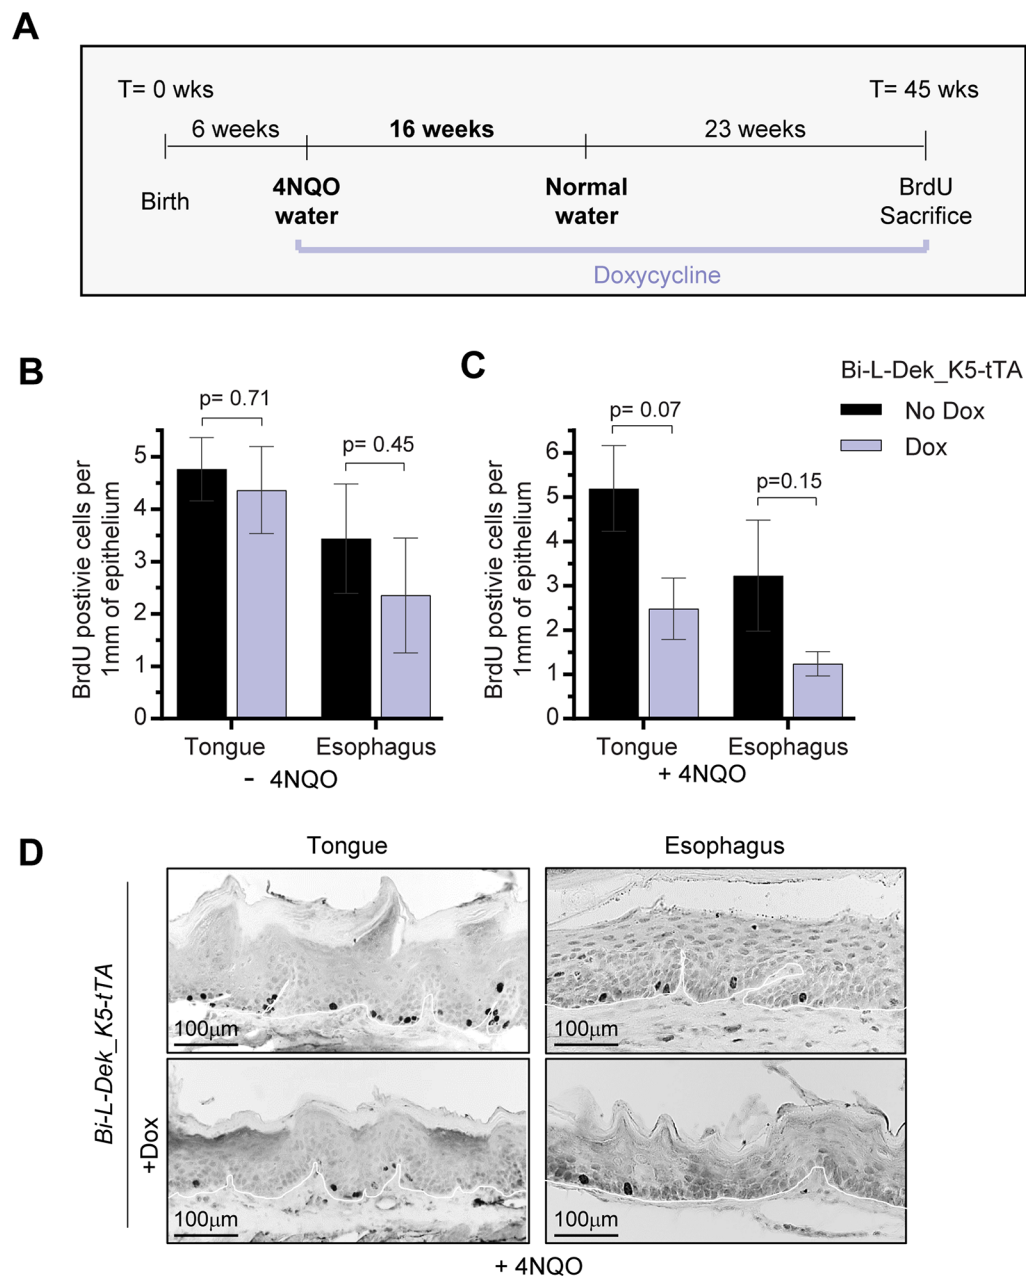 A
T= 0 wks
T= 45 wks
6 weeks
16 weeks
23 weeks
Birth
4NQO
water
Normal
water
BrdU
Sacrifice
Doxycycline
B
p= 0.71
p= 0.45
BrdU postivie cells per
1mm of epithelium
5
4
3
2
1
0
Tongue
Esophagus
- 4NQO
C
p= 0.07
p=0.15
BrdU postivie cells per
1mm of epithelium
6
5
4
3
2
1
0
Tongue
Esophagus
+ 4NQO
Bi-L-Dek_K5-tTA
No Dox
Dox
D
Tongue
Esophagus
Bi-L-Dek_K5-tTA
100µm
100µm
+Dox
100µm
100µm
+ 4NQO